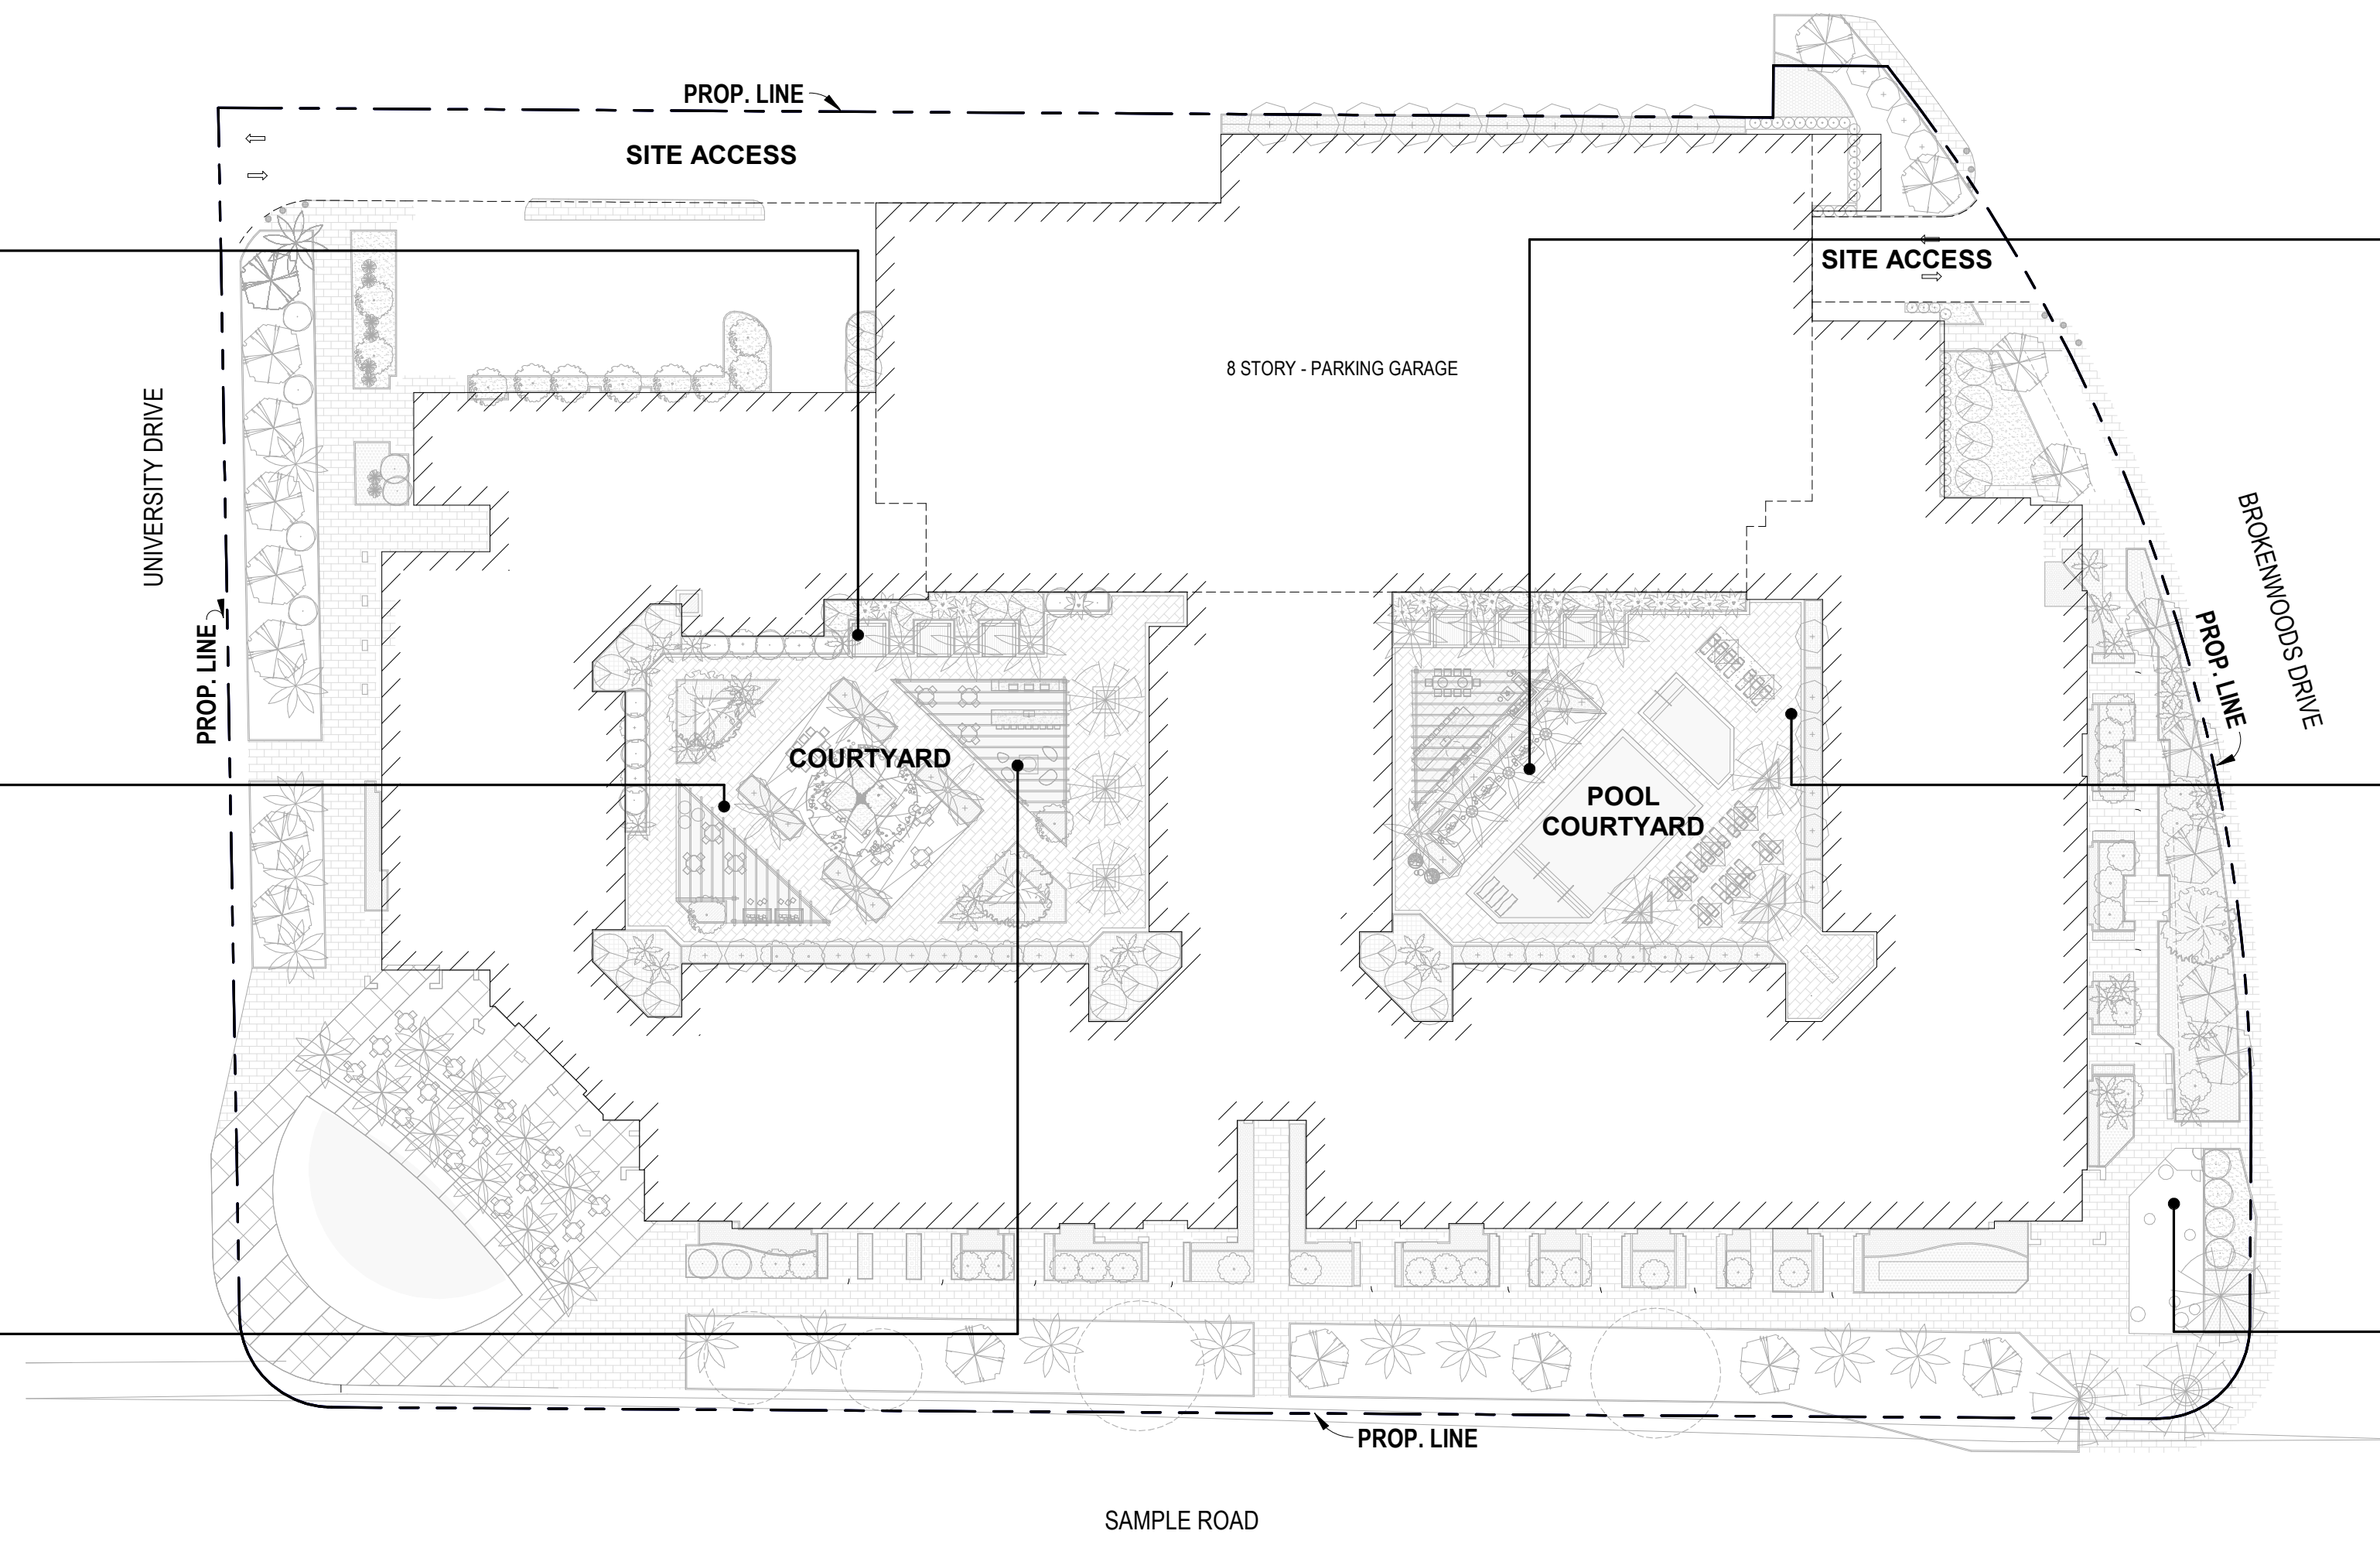 PROP. LINE
SITE ACCESS
SITE ACCESS
8 STORY - PARKING GARAGE
UNIVERSITY DRIVE
PROP. LINE
BROKENWOODS DRIVE
PROP. LINE
COURTYARD
POOL
COURTYARD
PROP. LINE
SAMPLE ROAD